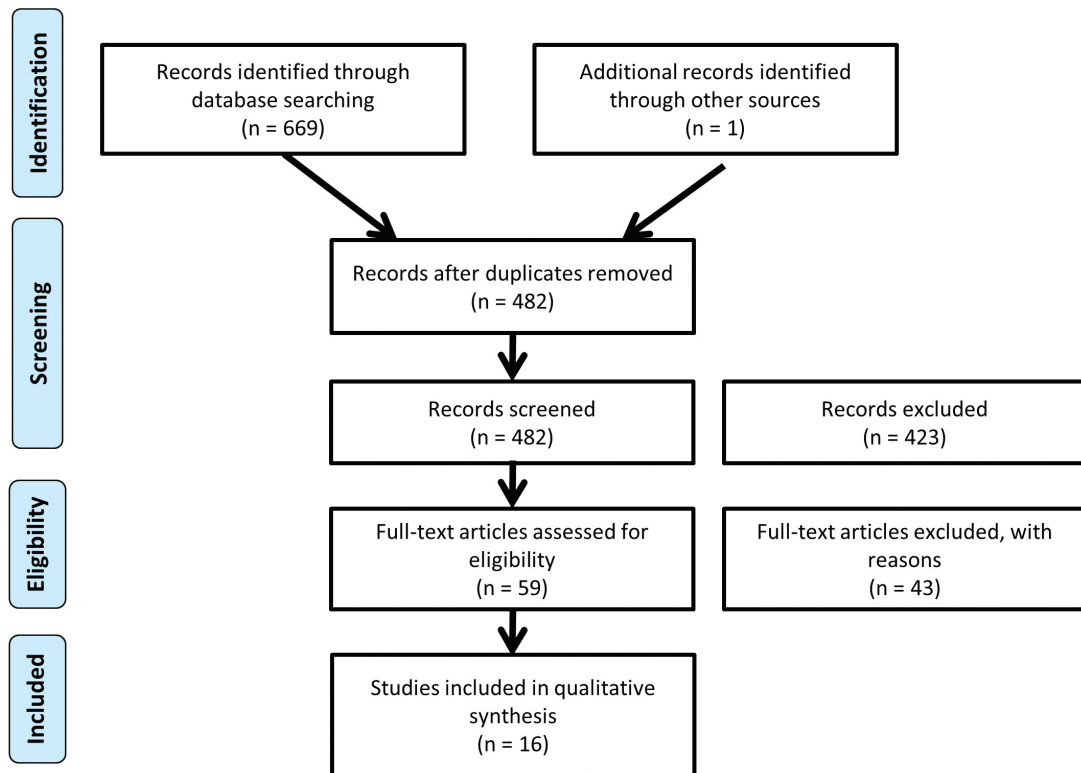 Identification
Records identified through
database searching
(n = 669)
Additional records identified
through other sources
(n = 1)
Screening
Records after duplicates removed
(n = 482)
Records screened
(n = 482)
Records excluded
(n = 423)
Eligibility
Full-text articles assessed for
eligibility
(n = 59)
Full-text articles excluded, with
reasons
(n = 43)
Included
Studies included in qualitative
synthesis
(n = 16)